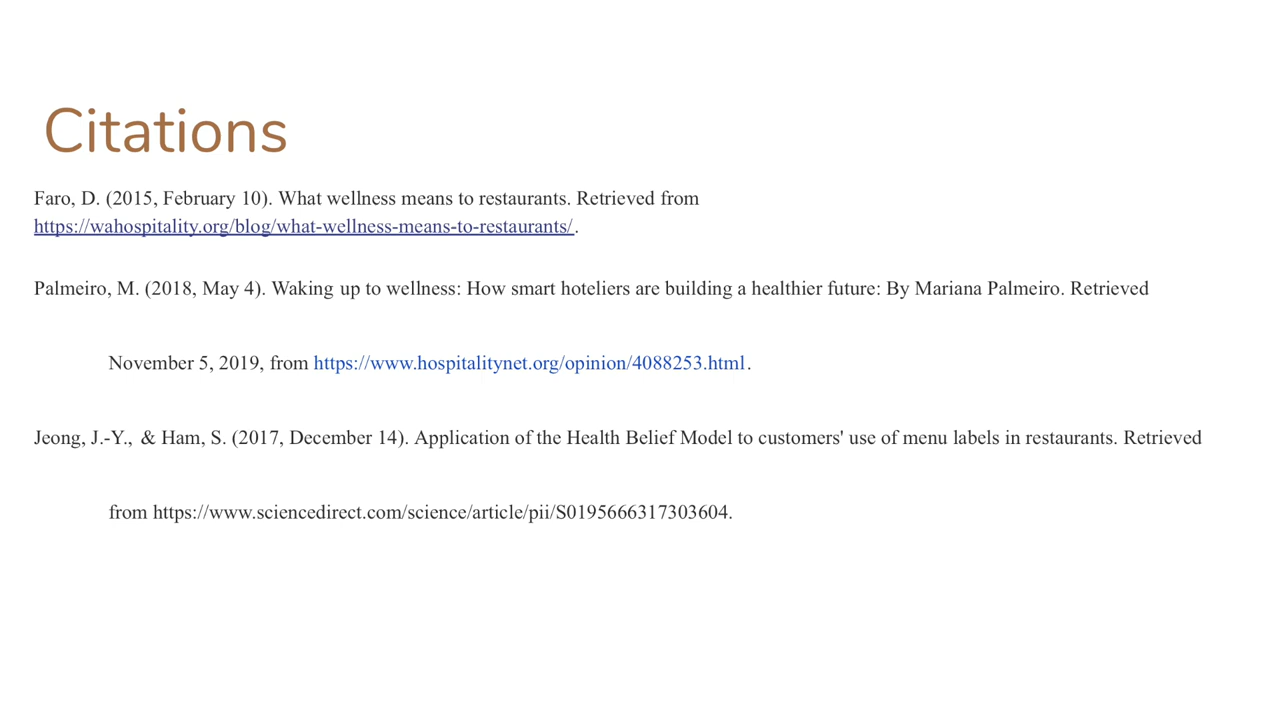 Citations
Faro, D. (2015, February 10). What wellness means to restaurants. Retrieved from
https://wahospitality.org/blog/what-wellness-means-to-restaurants/.
Palmeiro, M. (2018, May 4). Waking up to wellness: How smart hoteliers are building a healthier future: By Mariana Palmeiro. Retrieved
November 5, 2019, from https://www.hospitalitynet.org/opinion/4088253.html.
Jeong, J.-Y., & Ham, S. (2017, December 14). Application of the Health Belief Model to customers' use of menu labels in restaurants. Retrieved
from https://www.sciencedirect.com/science/article/pii/S0195666317303604.